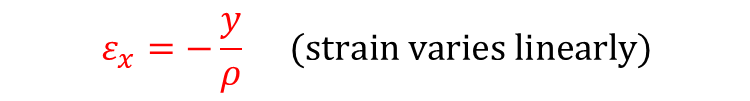 εₓ = − y/ρ (strain varies linearly)